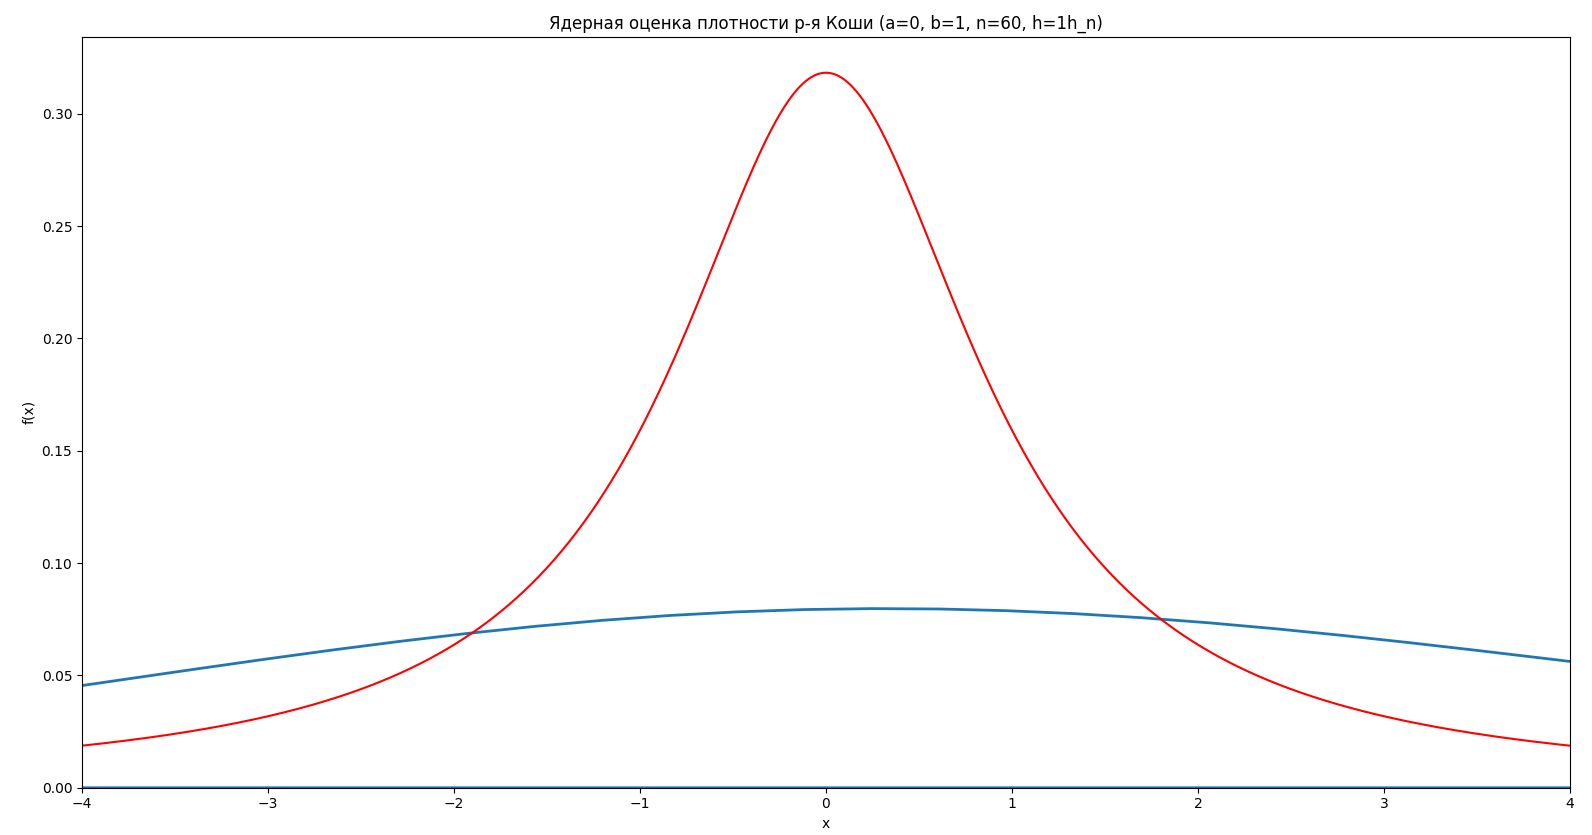 Ядерная оценка плотности р-я Коши (a=0, b=1, n=60, h=1h_n)
f(x)
0.30
0.25
0.20
0.15
0.10
0.05
0.00
−4 −3 −2 −1 0 1 2 3 4
x